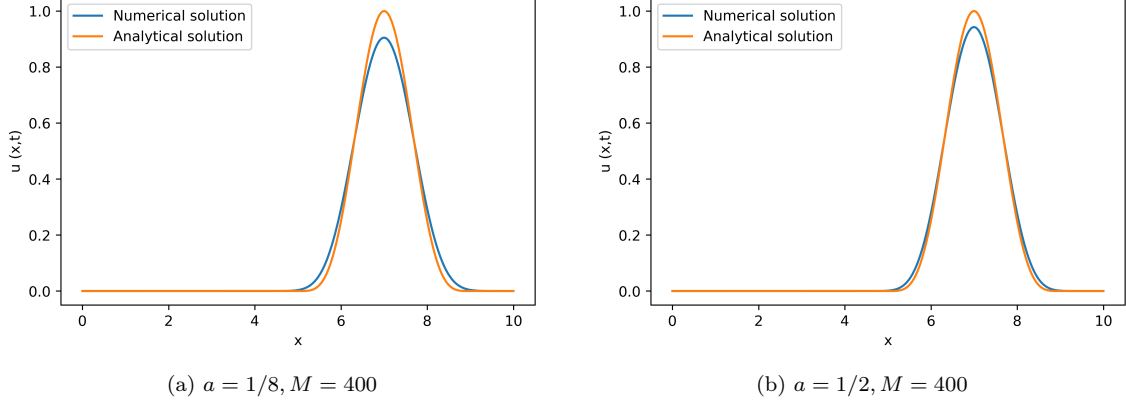 1.0
0.8
0.6
0.4
0.2
0.0
u (x,t)
Numerical solution
Analytical solution
0 2 4 6 8 10
x
(a) a = 1/8, M = 400
1.0
0.8
0.6
0.4
0.2
0.0
u (x,t)
Numerical solution
Analytical solution
0 2 4 6 8 10
x
(b) a = 1/2, M = 400